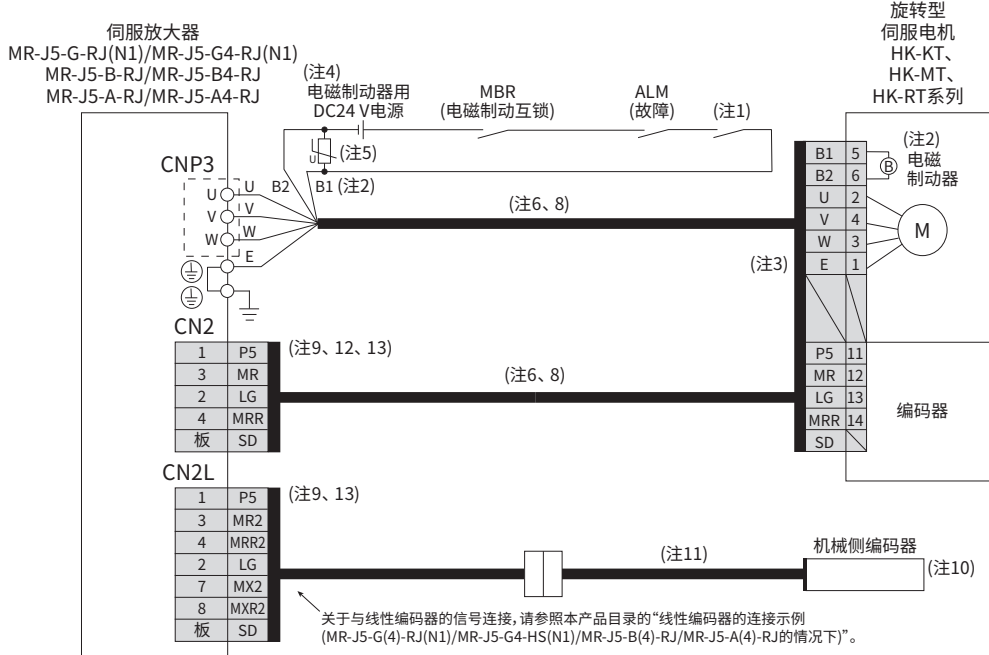 伺服放大器
MR-J5-G-RJ(N1)/MR-J5-G4-RJ(N1)
MR-J5-B-RJ/MR-J5-B4-RJ
MR-J5-A-RJ/MR-J5-A4-RJ
旋转型
伺服电机
HK-KT、
HK-MT、
HK-RT系列
(注4)
电磁制动器用
DC24 V电源
MBR
(电磁制动互锁)
ALM
(故障)
(注1)
U
(注5)
B2
B1
(注2)
CNP3
U
U
V
V
W
W
E
(注6、8)
(注3)
B1 5
B2 6
U 2
V 4
W 3
E 1
(注2)
B
电磁
制动器
M
CN2
1 P5
3 MR
2 LG
4 MRR
板 SD
(注9、12、13)
(注6、8)
P5 11
MR 12
LG 13
MRR 14
SD
编码器
CN2L
1 P5
3 MR2
4 MRR2
2 LG
7 MX2
8 MXR2
板 SD
(注9、13)
(注11)
机械侧编码器
(注10)
关于与线性编码器的信号连接,请参照本产品目录的“线性编码器的连接示例
(MR-J5-G(4)-RJ(N1)/MR-J5-G4-HS(N1)/MR-J5-B(4)-RJ/MR-J5-A(4)-RJ的情况下)”。